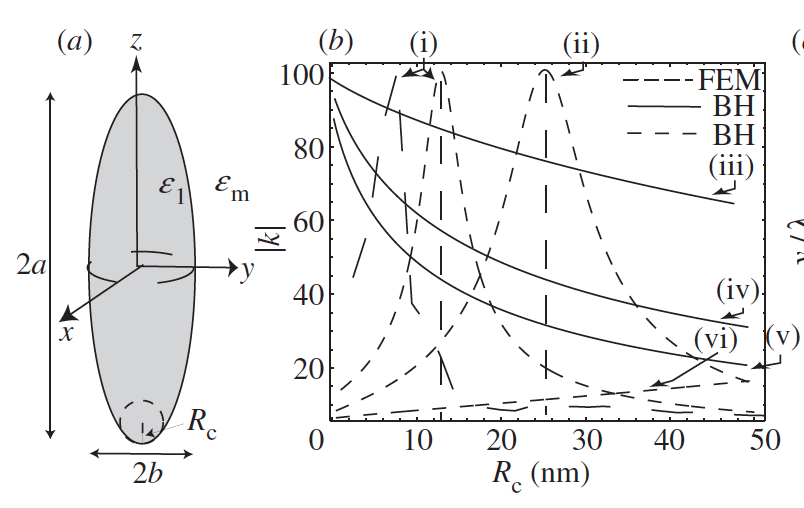 (a)
z
2a
ε1
εm
y
x
Rc
2b
(b)
(i)
(ii)
FEM
BH
BH
(iii)
(iv)
(v)
(vi)
|k|
100
80
60
40
20
0
10
20
30
40
50
Rc (nm)